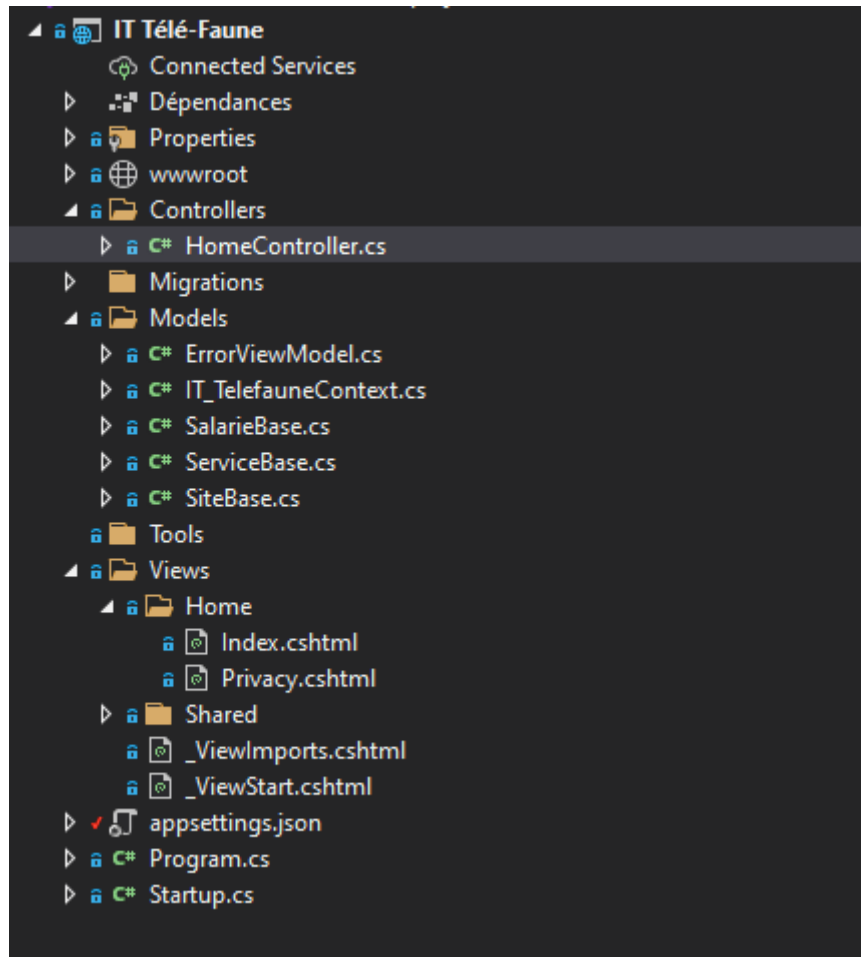 IT Télé-Faune
Connected Services
Dépendances
Properties
wwwroot
Controllers
C# HomeController.cs
Migrations
Models
C# ErrorViewModel.cs
C# IT_TelefauneContext.cs
C# SalarieBase.cs
C# ServiceBase.cs
C# SiteBase.cs
Tools
Views
Home
Index.cshtml
Privacy.cshtml
Shared
_ViewImports.cshtml
_ViewStart.cshtml
appsettings.json
C# Program.cs
C# Startup.cs